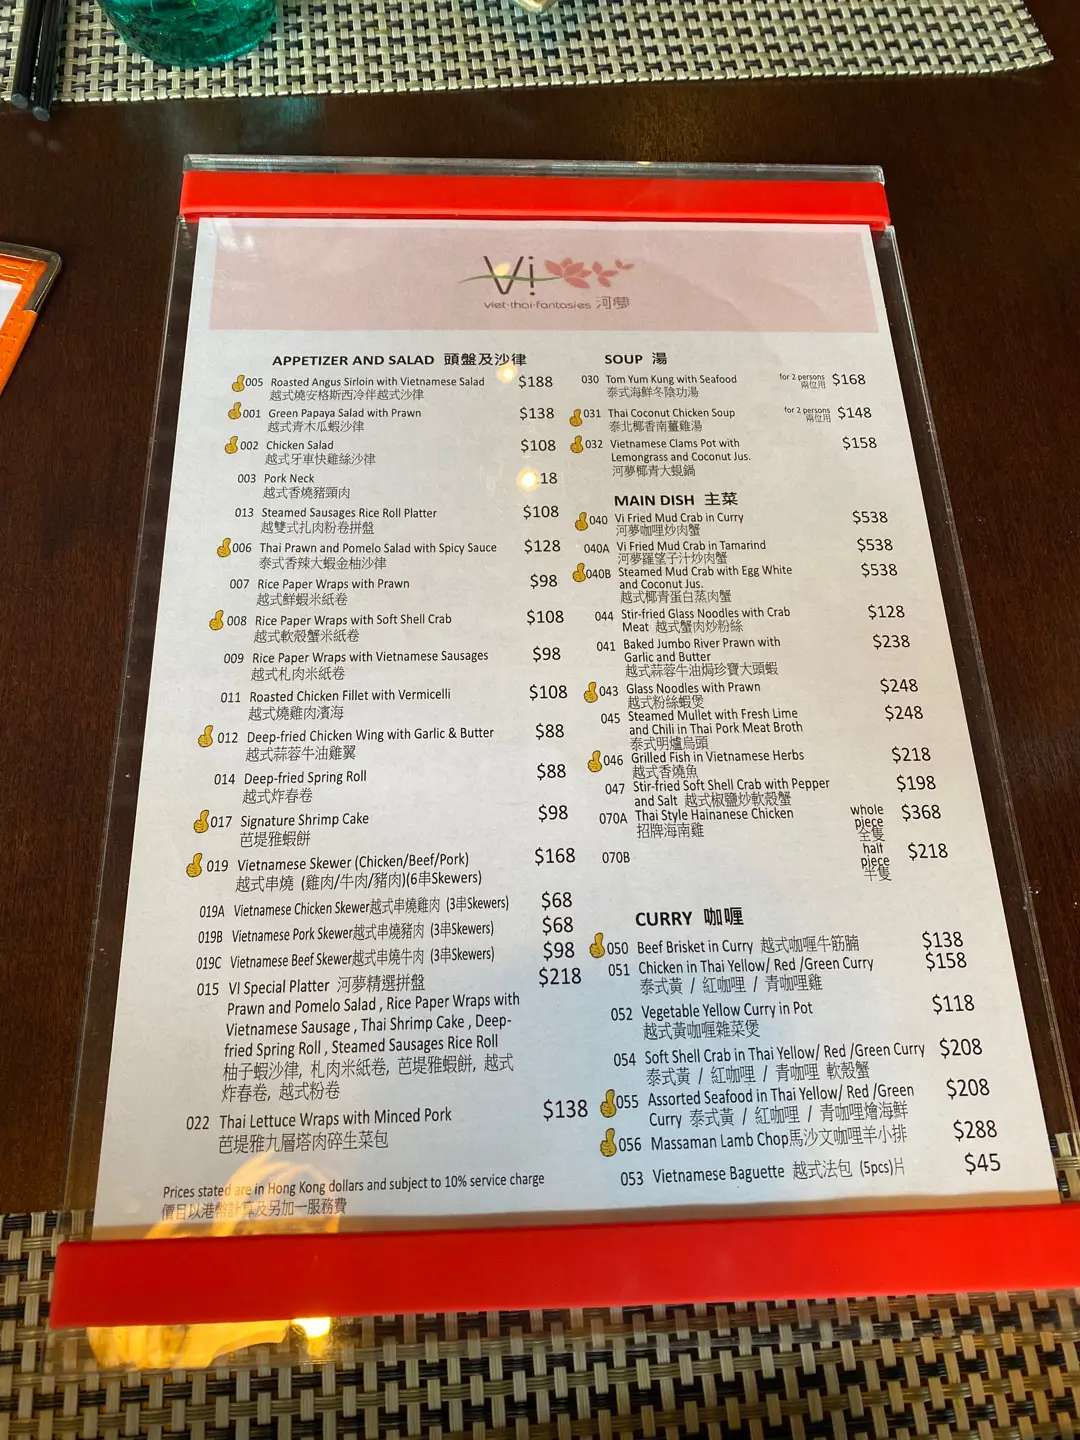 Vi
viet·thai·fantasies 河夢
APPETIZER AND SALAD 頭盤及沙律
005 Roasted Angus Sirloin with Vietnamese Salad $188
越式燒安格斯西冷伴越式沙律
001 Green Papaya Salad with Prawn $138
越式青木瓜蝦沙律
002 Chicken Salad $108
越式牙車快雞絲沙律
003 Pork Neck 18
越式香燒豬頸肉
013 Steamed Sausages Rice Roll Platter $108
越雙式扎肉粉卷拼盤
006 Thai Prawn and Pomelo Salad with Spicy Sauce $128
泰式香辣大蝦金柚沙律
007 Rice Paper Wraps with Prawn $98
越式鮮蝦米紙卷
008 Rice Paper Wraps with Soft Shell Crab $108
越式軟殼蟹米紙卷
009 Rice Paper Wraps with Vietnamese Sausages $98
越式札肉米紙卷
011 Roasted Chicken Fillet with Vermicelli $108
越式燒雞肉濱海
012 Deep-fried Chicken Wing with Garlic & Butter $88
越式蒜蓉牛油雞翼
014 Deep-fried Spring Roll $88
越式炸春卷
017 Signature Shrimp Cake $98
芭堤雅蝦餅
019 Vietnamese Skewer (Chicken/Beef/Pork) $168
越式串燒 (雞肉/牛肉/豬肉)(6串Skewers)
019A Vietnamese Chicken Skewer越式串燒雞肉 (3串Skewers) $68
019B Vietnamese Pork Skewer越式串燒豬肉 (3串Skewers) $68
019C Vietnamese Beef Skewer越式串燒牛肉 (3串Skewers) $98
015 VI Special Platter 河夢精選拼盤 $218
Prawn and Pomelo Salad , Rice Paper Wraps with
Vietnamese Sausage , Thai Shrimp Cake , Deep-
fried Spring Roll , Steamed Sausages Rice Roll
柚子蝦沙律, 札肉米紙卷, 芭堤雅蝦餅, 越式
炸春卷, 越式粉卷
022 Thai Lettuce Wraps with Minced Pork $138
芭堤雅九層塔肉碎生菜包
Prices stated are in Hong Kong dollars and subject to 10% service charge
價目以港幣計算及另加一服務費
SOUP 湯
030 Tom Yum Kung with Seafood for 2 persons $168
泰式海鮮冬陰功湯 兩位用
031 Thai Coconut Chicken Soup for 2 persons $148
泰北椰香南薑雞湯 兩位用
032 Vietnamese Clams Pot with $158
Lemongrass and Coconut Jus.
河夢椰青大蜆鍋
MAIN DISH 主菜
040 Vi Fried Mud Crab in Curry $538
河夢咖哩炒肉蟹
040A Vi Fried Mud Crab in Tamarind $538
河夢羅望子汁炒肉蟹
040B Steamed Mud Crab with Egg White $538
and Coconut Jus.
越式椰青蛋白蒸肉蟹
044 Stir-fried Glass Noodles with Crab $128
Meat 越式蟹肉炒粉絲
041 Baked Jumbo River Prawn with $238
Garlic and Butter
越式蒜蓉牛油焗珍寶大頭蝦
043 Glass Noodles with Prawn $248
越式粉絲蝦煲
045 Steamed Mullet with Fresh Lime $248
and Chili in Thai Pork Meat Broth
泰式明爐烏頭
046 Grilled Fish in Vietnamese Herbs $218
越式香燒魚
047 Stir-fried Soft Shell Crab with Pepper $198
and Salt 越式椒鹽炒軟殼蟹
070A Thai Style Hainanese Chicken whole piece 全隻 $368
招牌海南雞
070B half piece 半隻 $218
CURRY 咖喱
050 Beef Brisket in Curry 越式咖喱牛筋腩 $138
051 Chicken in Thai Yellow/ Red /Green Curry $158
泰式黃 / 紅咖哩 / 青咖哩雞
052 Vegetable Yellow Curry in Pot $118
越式黃咖喱雜菜煲
054 Soft Shell Crab in Thai Yellow/ Red /Green Curry $208
泰式黃 / 紅咖哩 / 青咖哩 軟殼蟹
055 Assorted Seafood in Thai Yellow/ Red /Green $208
Curry 泰式黃 / 紅咖哩 / 青咖哩燴海鮮
056 Massaman Lamb Chop馬沙文咖哩羊小排 $288
053 Vietnamese Baguette 越式法包 (5pcs)片 $45